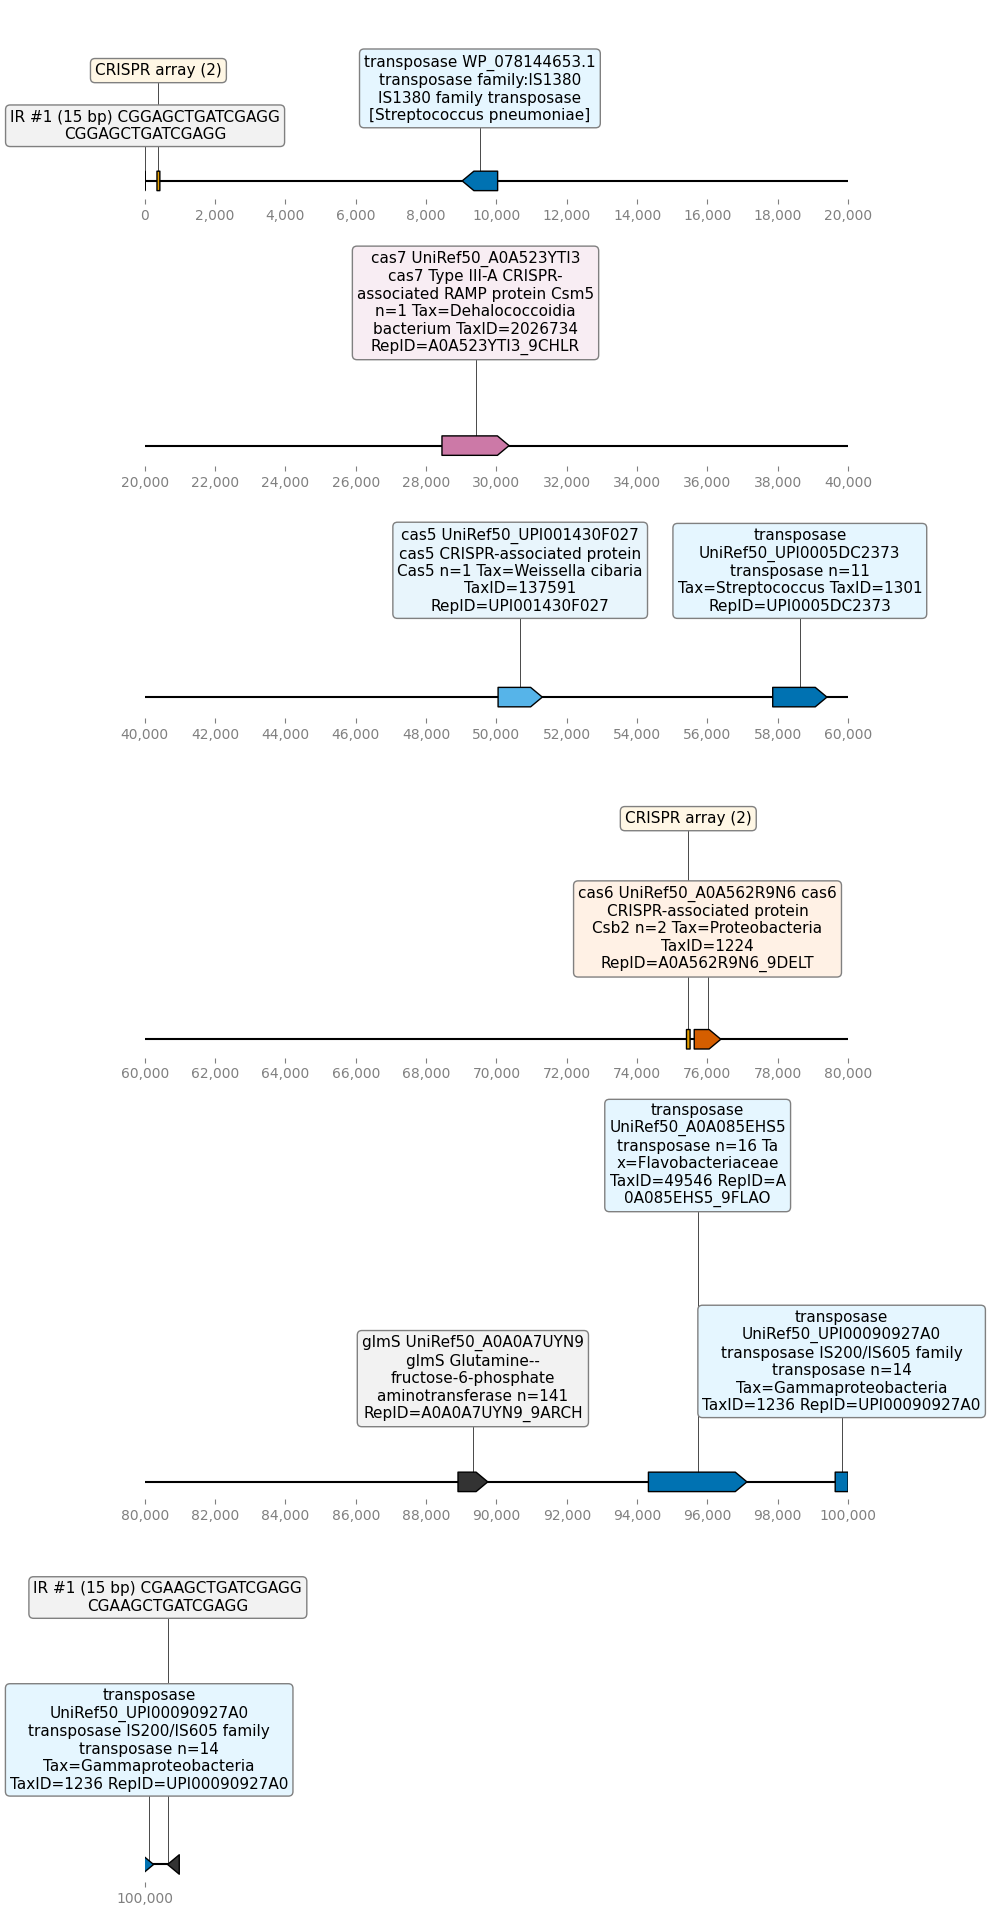 CRISPR array (2)
transposase WP_078144653.1
transposase family:IS1380
IS1380 family transposase
[Streptococcus pneumoniae]
IR #1 (15 bp) CGGAGCTGATCGAGG
CGGAGCTGATCGAGG
0 2,000 4,000 6,000 8,000 10,000 12,000 14,000 16,000 18,000 20,000
cas7 UniRef50_A0A523YTI3
cas7 Type III-A CRISPR-
associated RAMP protein Csm5
n=1 Tax=Dehalococcoidia
bacterium TaxID=2026734
RepID=A0A523YTI3_9CHLR
20,000 22,000 24,000 26,000 28,000 30,000 32,000 34,000 36,000 38,000 40,000
cas5 UniRef50_UPI001430F027
cas5 CRISPR-associated protein
Cas5 n=1 Tax=Weissella cibaria
TaxID=137591
RepID=UPI001430F027
transposase
UniRef50_UPI0005DC2373
transposase n=11
Tax=Streptococcus TaxID=1301
RepID=UPI0005DC2373
40,000 42,000 44,000 46,000 48,000 50,000 52,000 54,000 56,000 58,000 60,000
CRISPR array (2)
cas6 UniRef50_A0A562R9N6 cas6
CRISPR-associated protein
Csb2 n=2 Tax=Proteobacteria
TaxID=1224
RepID=A0A562R9N6_9DELT
60,000 62,000 64,000 66,000 68,000 70,000 72,000 74,000 76,000 78,000 80,000
transposase
UniRef50_A0A085EHS5
transposase n=16 Ta
x=Flavobacteriaceae
TaxID=49546 RepID=A
0A085EHS5_9FLAO
glmS UniRef50_A0A0A7UYN9
glmS Glutamine--
fructose-6-phosphate
aminotransferase n=141
RepID=A0A0A7UYN9_9ARCH
transposase
UniRef50_UPI00090927A0
transposase IS200/IS605 family
transposase n=14
Tax=Gammaproteobacteria
TaxID=1236 RepID=UPI00090927A0
80,000 82,000 84,000 86,000 88,000 90,000 92,000 94,000 96,000 98,000 100,000
IR #1 (15 bp) CGAAGCTGATCGAGG
CGAAGCTGATCGAGG
transposase
UniRef50_UPI00090927A0
transposase IS200/IS605 family
transposase n=14
Tax=Gammaproteobacteria
TaxID=1236 RepID=UPI00090927A0
100,000